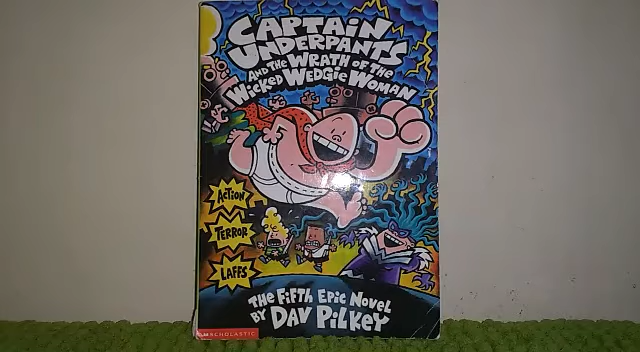 CAPTAIN
UNDERPANTS
AND THE WRATH OF THE
WICKED WEDGIE WOMAN
ACTION
TERROR
LAFFS
THE FIFTH EPIC NOVEL
BY DAV PILKEY
SCHOLASTIC